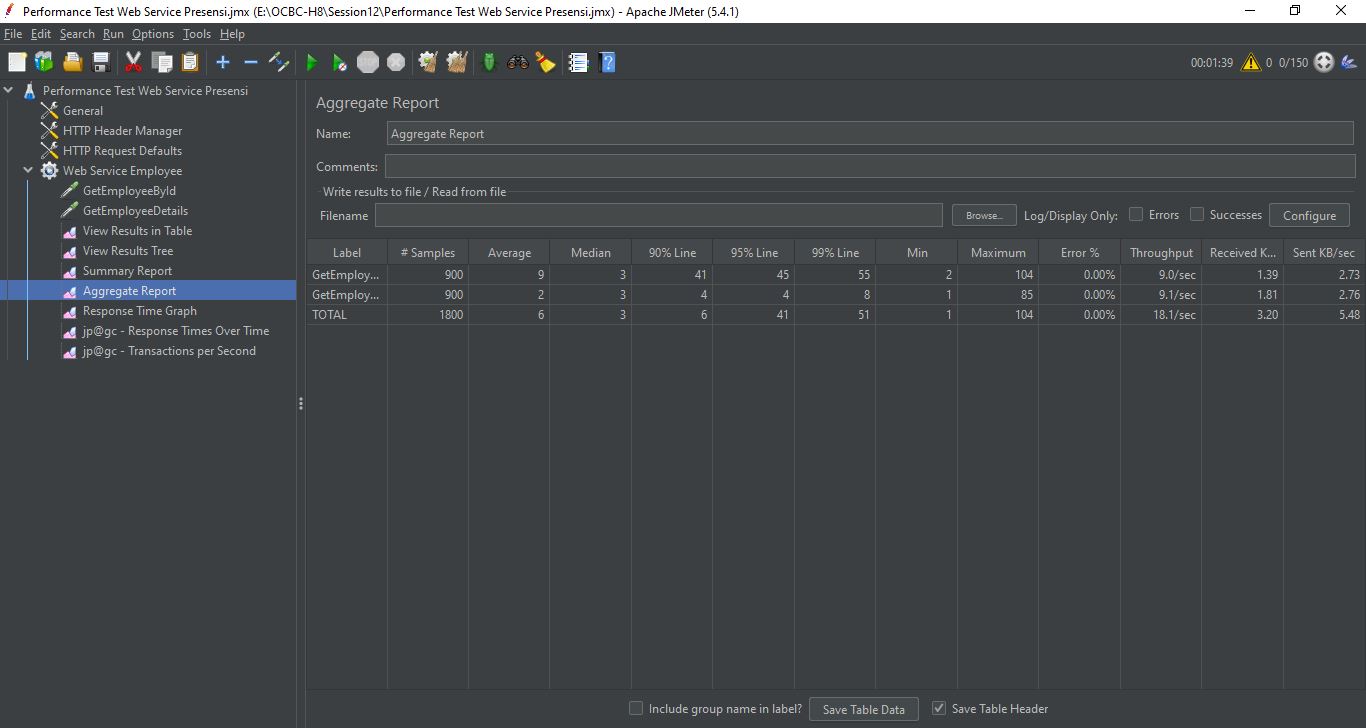 Performance Test Web Service Presensi.jmx (E:\OCBC-H8\Session12\Performance Test Web Service Presensi.jmx) - Apache JMeter (5.4.1)
File Edit Search Run Options Tools Help
STOP 00:01:39 0 0/150
Performance Test Web Service Presensi
General
HTTP Header Manager
HTTP Request Defaults
Web Service Employee
GetEmployeeById
GetEmployeeDetails
View Results in Table
View Results Tree
Summary Report
Aggregate Report
Response Time Graph
jp@gc - Response Times Over Time
jp@gc - Transactions per Second
Aggregate Report
Name: Aggregate Report
Comments:
Write results to file / Read from file
Filename Browse... Log/Display Only: Errors Successes Configure
Label # Samples Average Median 90% Line 95% Line 99% Line Min Maximum Error % Throughput Received K... Sent KB/sec
GetEmploy... 900 9 3 41 45 55 2 104 0.00% 9.0/sec 1.39 2.73
GetEmploy... 900 2 3 4 4 8 1 85 0.00% 9.1/sec 1.81 2.76
TOTAL 1800 6 3 6 41 51 1 104 0.00% 18.1/sec 3.20 5.48
Include group name in label? Save Table Data Save Table Header